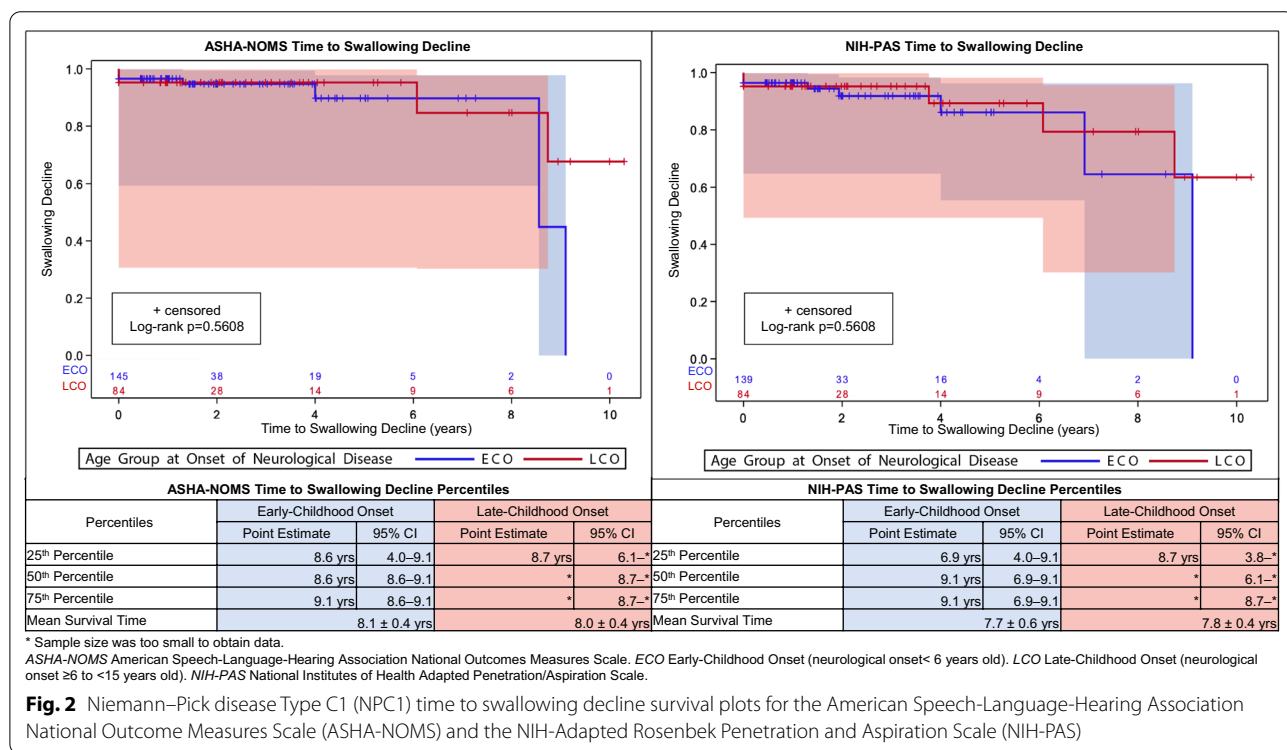 ASHA-NOMS Time to Swallowing Decline
1.0
0.8
0.6
0.4
0.2
0.0
Swallowing Decline
+ censored
Log-rank p=0.5608
ECO
145 38 19 5 2 0
LCO
84 28 14 9 6 1
0 2 4 6 8 10
Time to Swallowing Decline (years)
Age Group at Onset of Neurological Disease ECO LCO
NIH-PAS Time to Swallowing Decline
1.0
0.8
0.6
0.4
0.2
0.0
Swallowing Decline
+ censored
Log-rank p=0.5608
ECO
139 33 16 4 2 0
LCO
84 28 14 9 6 1
0 2 4 6 8 10
Time to Swallowing Decline (years)
Age Group at Onset of Neurological Disease ECO LCO
ASHA-NOMS Time to Swallowing Decline Percentiles
Percentiles Early-Childhood Onset Late-Childhood Onset
Point Estimate 95% CI Point Estimate 95% CI
25th Percentile 8.6 yrs 4.0–9.1 8.7 yrs 6.1–*
50th Percentile 8.6 yrs 8.6–9.1 * 8.7–*
75th Percentile 9.1 yrs 8.6–9.1 * 8.7–*
Mean Survival Time 8.1 ± 0.4 yrs 8.0 ± 0.4 yrs
NIH-PAS Time to Swallowing Decline Percentiles
Percentiles Early-Childhood Onset Late-Childhood Onset
Point Estimate 95% CI Point Estimate 95% CI
25th Percentile 6.9 yrs 4.0–9.1 8.7 yrs 3.8–*
50th Percentile 9.1 yrs 6.9–9.1 * 6.1–*
75th Percentile 9.1 yrs 6.9–9.1 * 8.7–*
Mean Survival Time 7.7 ± 0.6 yrs 7.8 ± 0.4 yrs
* Sample size was too small to obtain data.
ASHA-NOMS American Speech-Language-Hearing Association National Outcomes Measures Scale. ECO Early-Childhood Onset (neurological onset< 6 years old). LCO Late-Childhood Onset (neurological
onset ≥6 to <15 years old). NIH-PAS National Institutes of Health Adapted Penetration/Aspiration Scale.
Fig. 2 Niemann–Pick disease Type C1 (NPC1) time to swallowing decline survival plots for the American Speech-Language-Hearing Association
National Outcome Measures Scale (ASHA-NOMS) and the NIH-Adapted Rosenbek Penetration and Aspiration Scale (NIH-PAS)